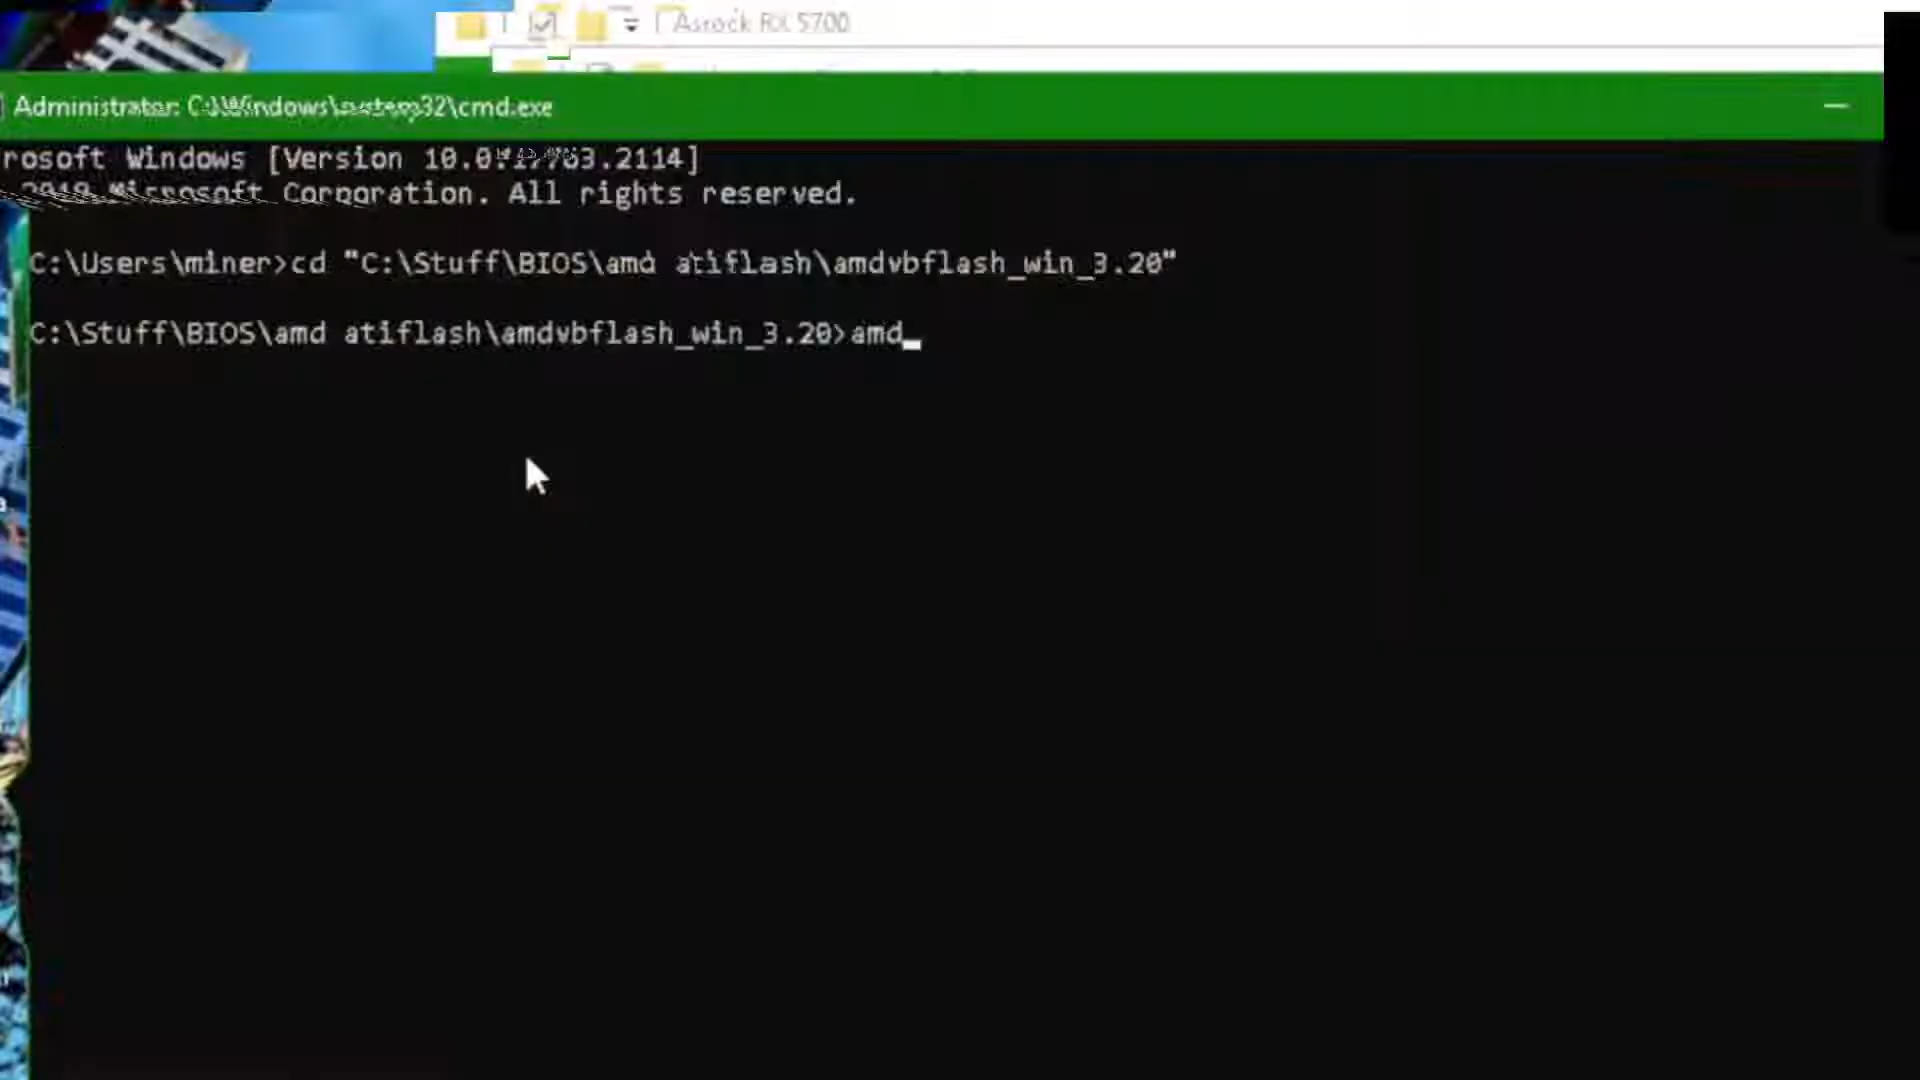 Asrock RX 5700
Administrator: C:\Windows\system32\cmd.exe
rosoft Windows [Version 10.0.17763.2114]
2019 Microsoft Corporation. All rights reserved.
C:\Users\miner>cd "C:\Stuff\BIOS\amd atiflash\amdvbflash_win_3.20"
C:\Stuff\BIOS\amd atiflash\amdvbflash_win_3.20>amd_